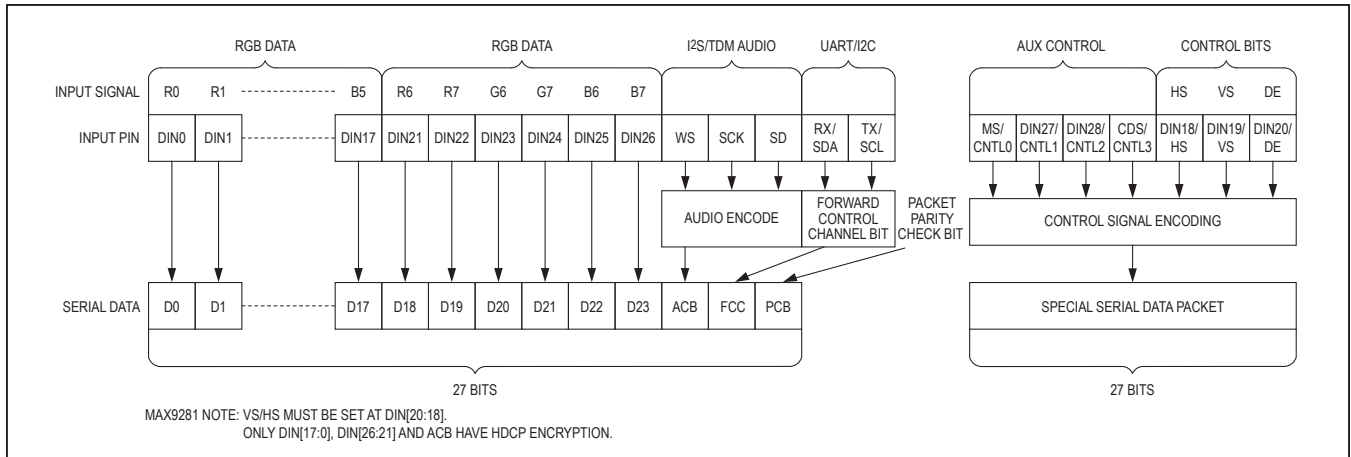 RGB DATA RGB DATA I2S/TDM AUDIO UART/I2C AUX CONTROL CONTROL BITS
INPUT SIGNAL R0 R1 B5 R6 R7 G6 G7 B6 B7 HS VS DE
INPUT PIN DIN0 DIN1 DIN17 DIN21 DIN22 DIN23 DIN24 DIN25 DIN26 WS SCK SD RX/ SDA TX/ SCL MS/ CNTL0 DIN27/ CNTL1 DIN28/ CNTL2 CDS/ CNTL3 DIN18/ HS DIN19/ VS DIN20/ DE
AUDIO ENCODE
FORWARD
CONTROL
CHANNEL BIT
PACKET
PARITY
CHECK BIT
CONTROL SIGNAL ENCODING
SERIAL DATA D0 D1 D17 D18 D19 D20 D21 D22 D23 ACB FCC PCB SPECIAL SERIAL DATA PACKET
27 BITS 27 BITS
MAX9281 NOTE: VS/HS MUST BE SET AT DIN[20:18].
ONLY DIN[17:0], DIN[26:21] AND ACB HAVE HDCP ENCRYPTION.